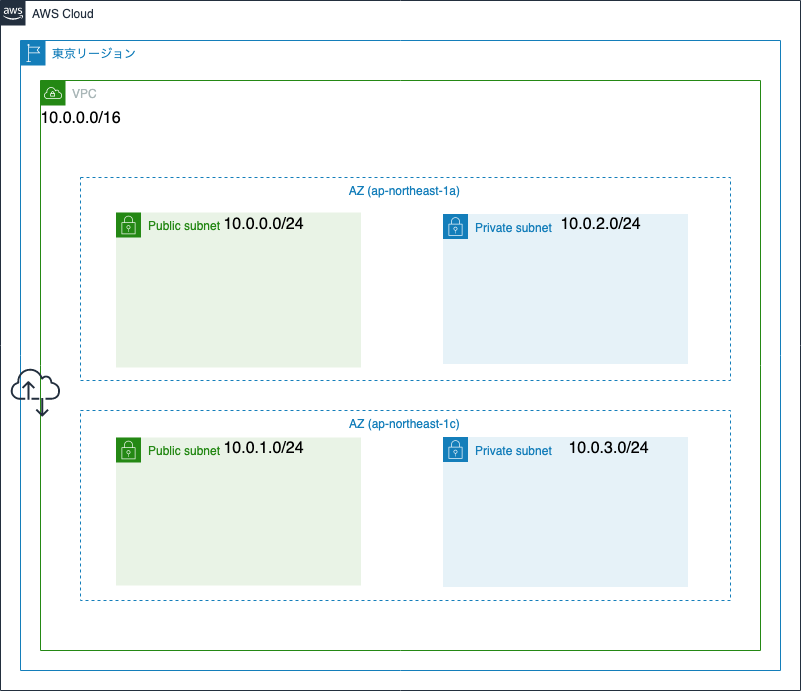 aws
AWS Cloud
東京リージョン
VPC
10.0.0.0/16
AZ (ap-northeast-1a)
Public subnet 10.0.0.0/24
Private subnet 10.0.2.0/24
AZ (ap-northeast-1c)
Public subnet 10.0.1.0/24
Private subnet 10.0.3.0/24